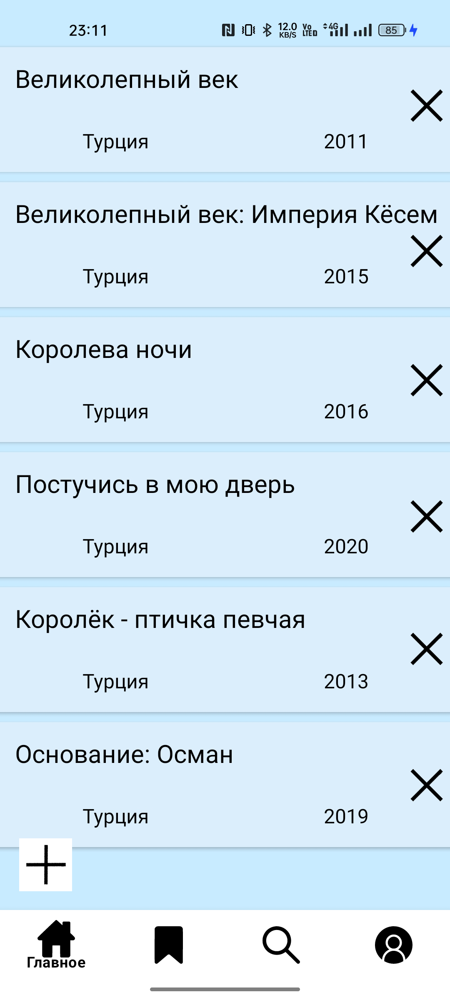 23:11 12.0 KB/S Vo LTE 4G 85
Великолепный век
Турция 2011
Великолепный век: Империя Кёсем
Турция 2015
Королева ночи
Турция 2016
Постучись в мою дверь
Турция 2020
Королёк - птичка певчая
Турция 2013
Основание: Осман
Турция 2019
Главное